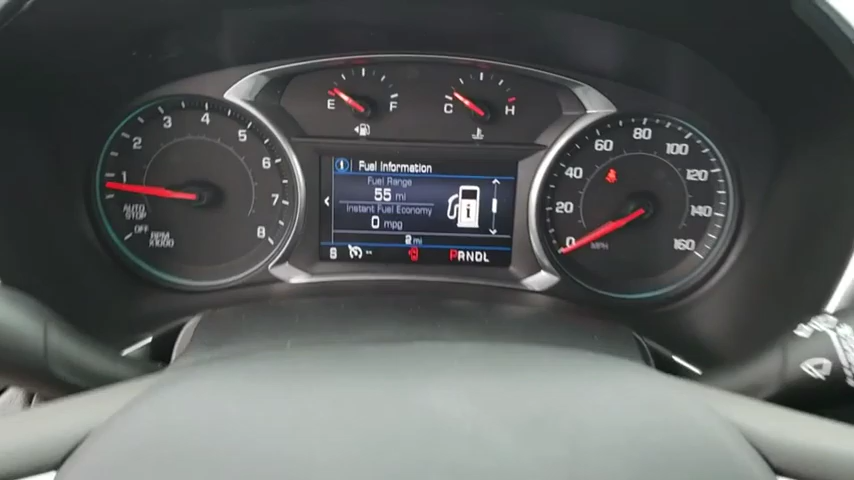 E F
C H
1 2 3 4 5 6 7 8
AUTO
STOP
OFF
RPM
X1000
i Fuel Information
Fuel Range
55 mi
Instant Fuel Economy
0 mpg
i
2 mi
PRNDL
0 20 40 60 80 100 120 140 160
MPH